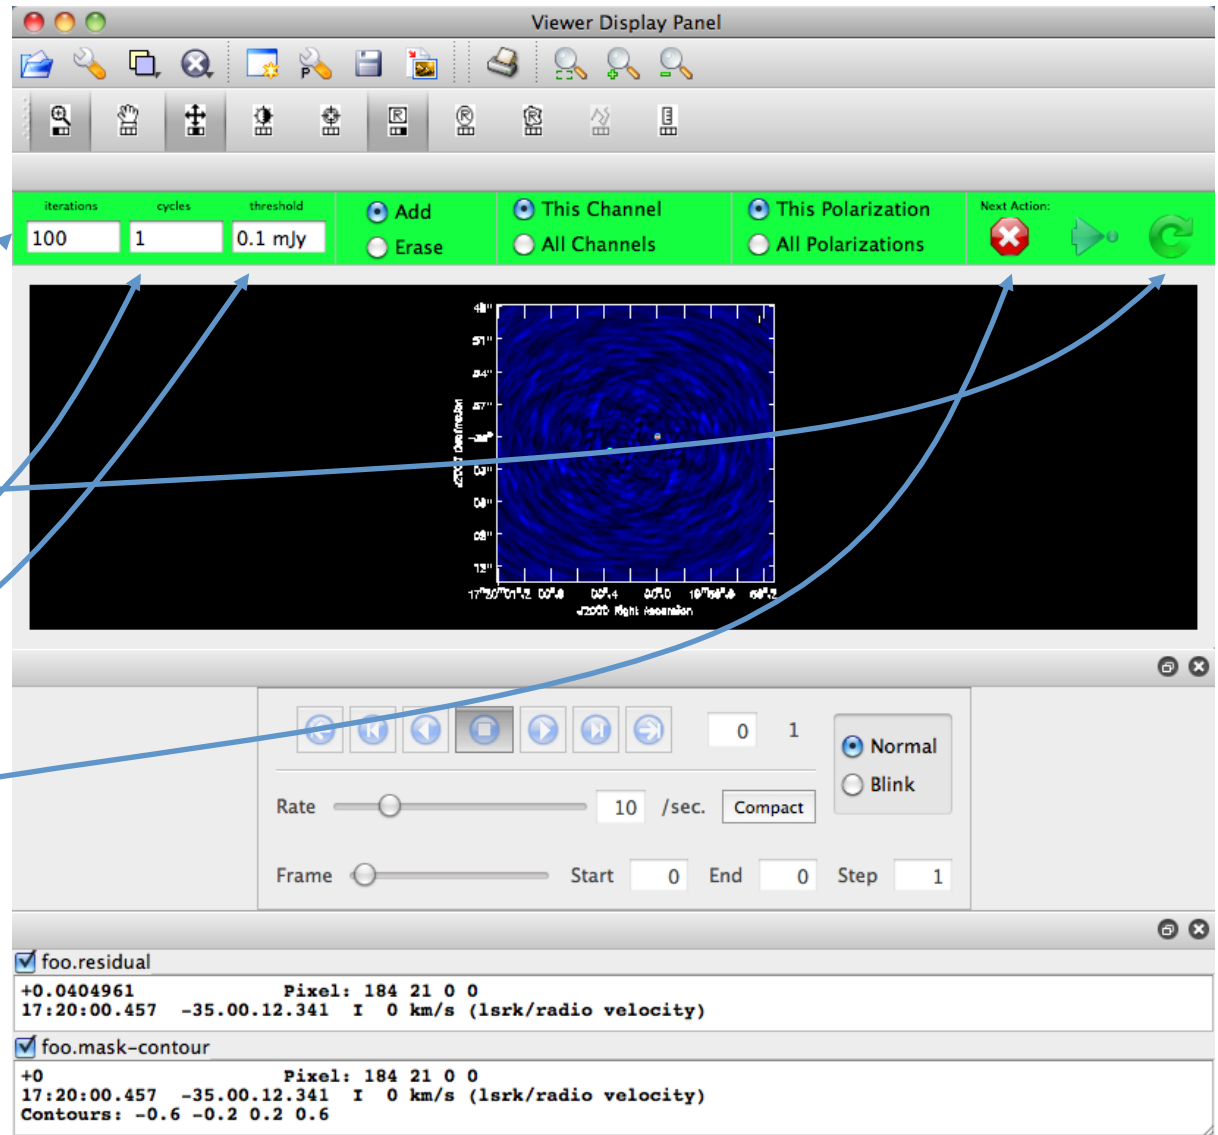 Viewer Display Panel
iterations cycles threshold
100 1 0.1 mJy
Add
Erase
This Channel
All Channels
This Polarization
All Polarizations
Next Action:
51"
J2000 Right Ascension
0 1
Normal
Blink
Rate 10 /sec. Compact
Frame Start 0 End 0 Step 1
foo.residual
+0.0404961 Pixel: 184 21 0 0
17:20:00.457 -35.00.12.341 I 0 km/s (lsrk/radio velocity)
foo.mask-contour
+0 Pixel: 184 21 0 0
17:20:00.457 -35.00.12.341 I 0 km/s (lsrk/radio velocity)
Contours: -0.6 -0.2 0.2 0.6